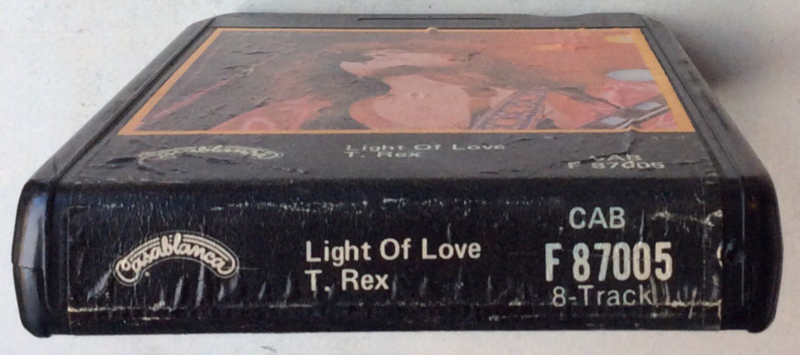 Casablanca
Light Of Love
T. Rex
CAB
F 87005
Casablanca
Light Of Love
T. Rex
CAB
F 87005
8-Track